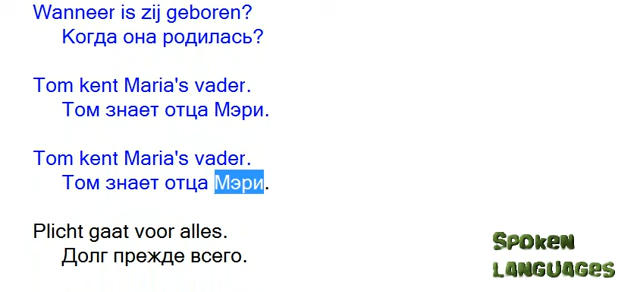 Wanneer is zij geboren?
Когда она родилась?
Tom kent Maria's vader.
Том знает отца Мэри.
Tom kent Maria's vader.
Том знает отца Мэри.
Plicht gaat voor alles.
Долг прежде всего.
Spoken
Languages